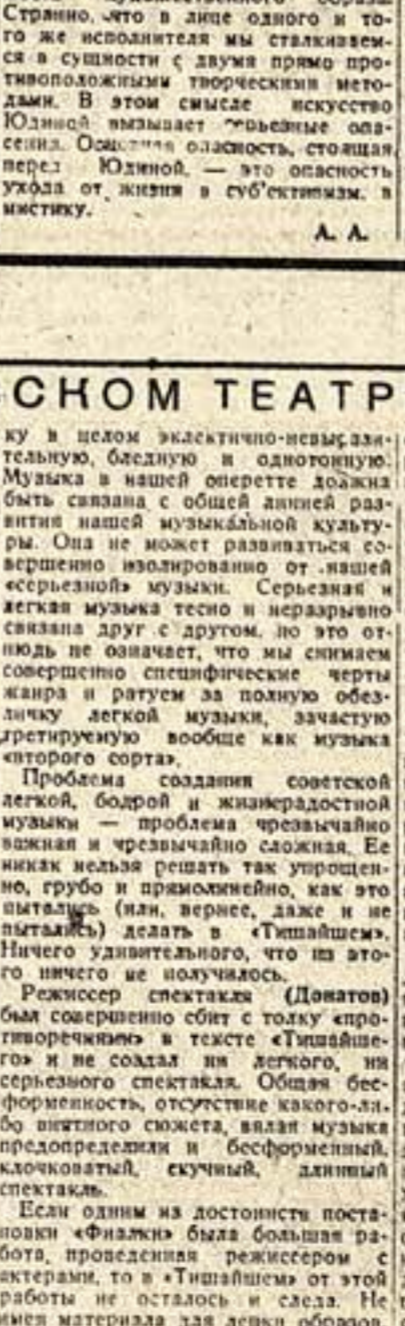 Странно, что в лице одного и то-
го же исполнителя мы сталкиваем-
ся в сущности с двумя прямо про-
тивоположными творческими мето-
дами. В этом смысле искусство
Юдиной вызывает серьезные опа-
сения. Основная опасность, стоящая
перед Юдиной, — это опасность
ухода от жизни в суб'ективизм, в
мистику.
А. А.
СКОМ ТЕАТР
ку в целом эклектично-невырази-
тельную, бледную и однотонную.
Музыка в нашей оперетте должна
быть связана с общей линией раз-
вития нашей музыкальной культу-
ры. Она не может развиваться со-
вершенно изолированно от нашей
«серьезной» музыки. Серьезная и
легкая музыка тесно и неразрывно
связана друг с другом, но это от-
нюдь не означает, что мы снимаем
совершенно специфические черты
жанра и ратуем за полную обез-
личку легкой музыки, зачастую
третируемую вообще как музыка
«второго сорта».
Проблема создания советской
легкой, бодрой и жизнерадостной
музыки — проблема чрезвычайно
важная и чрезвычайно сложная. Ее
никак нельзя решать так упрощен-
но, грубо и прямолинейно, как это
пытались (или, вернее, даже и не
пытались) делать в «Тишайшем».
Ничего удивительного, что из это-
го ничего не получилось.
Режиссер спектакля (Донатов)
был совершенно сбит с толку «про-
тиворечиями» в тексте «Тишайше-
го» и не создал ни легкого, ни
серьезного спектакля. Общая бес-
форменность, отсутствие какого-ли-
бо внятного сюжета, вялая музыка
предопределили и бесформенный,
клочковатый, скучный, длинный
спектакль.
Если одним из достоинств поста-
новки «Фиалки» была большая ра-
бота, проведенная режиссером с
актерами, то в «Тишайшем» от этой
работы не осталось и следа. Не
имея материала для лепки образов,